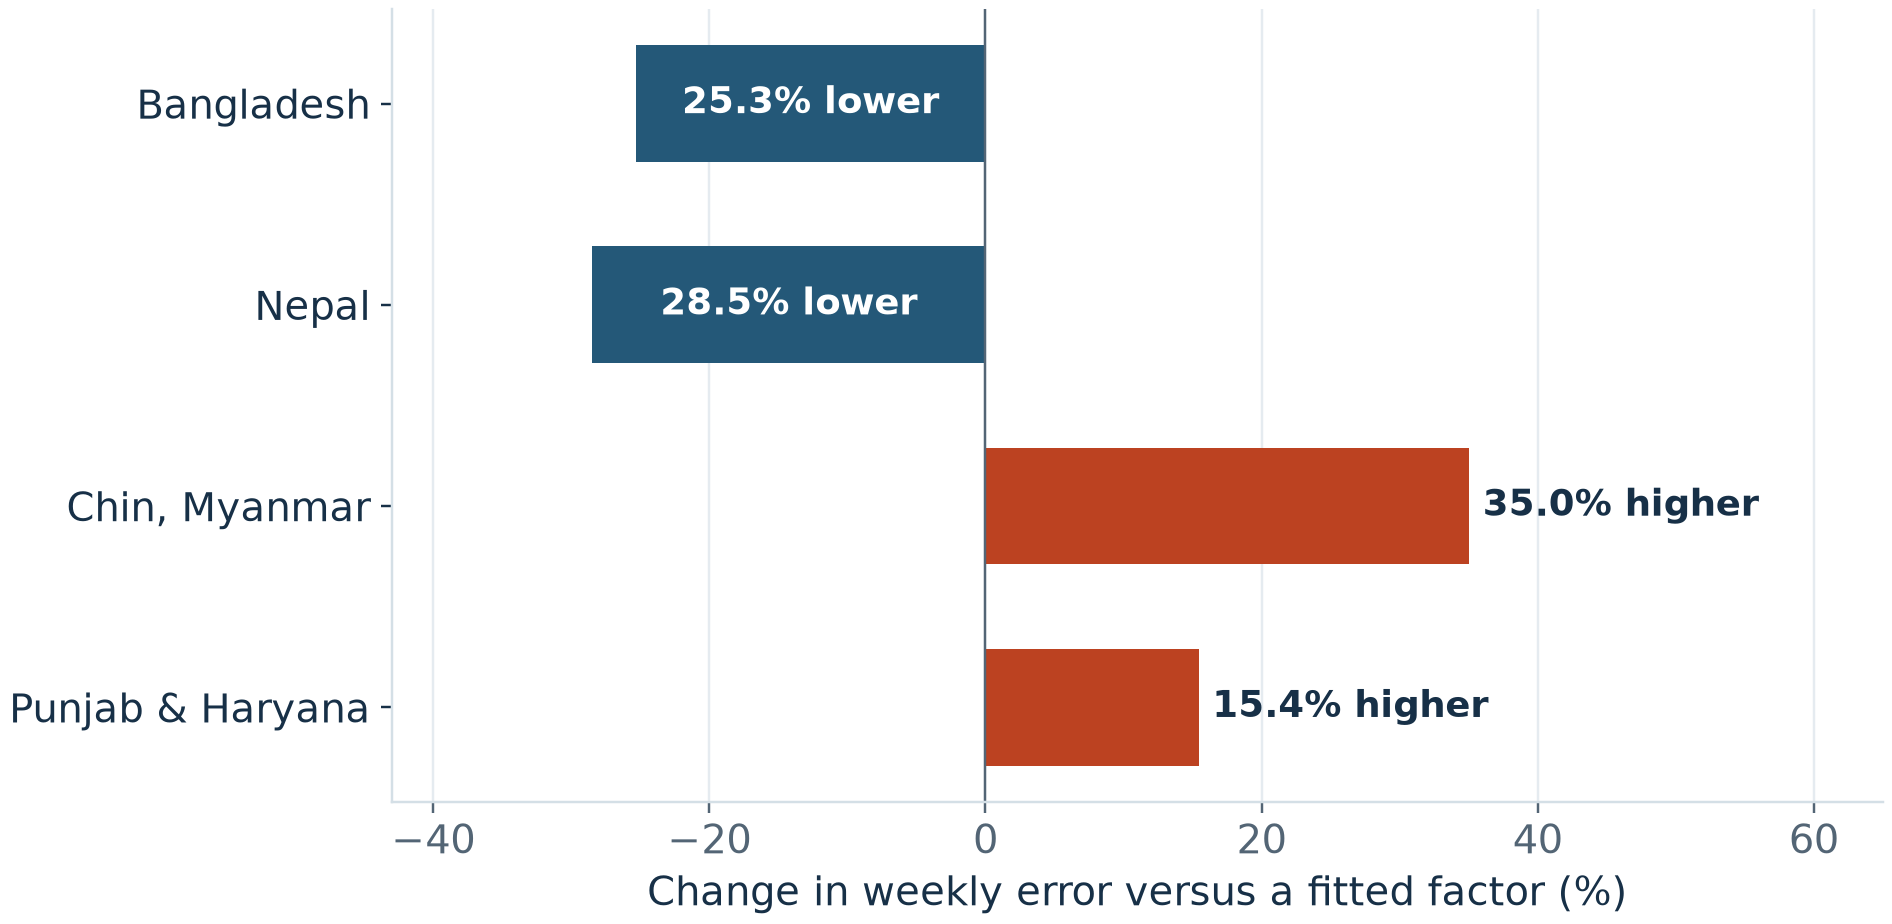 Bangladesh
25.3% lower
Nepal
28.5% lower
Chin, Myanmar
35.0% higher
Punjab & Haryana
15.4% higher
−40 −20 0 20 40 60
Change in weekly error versus a fitted factor (%)